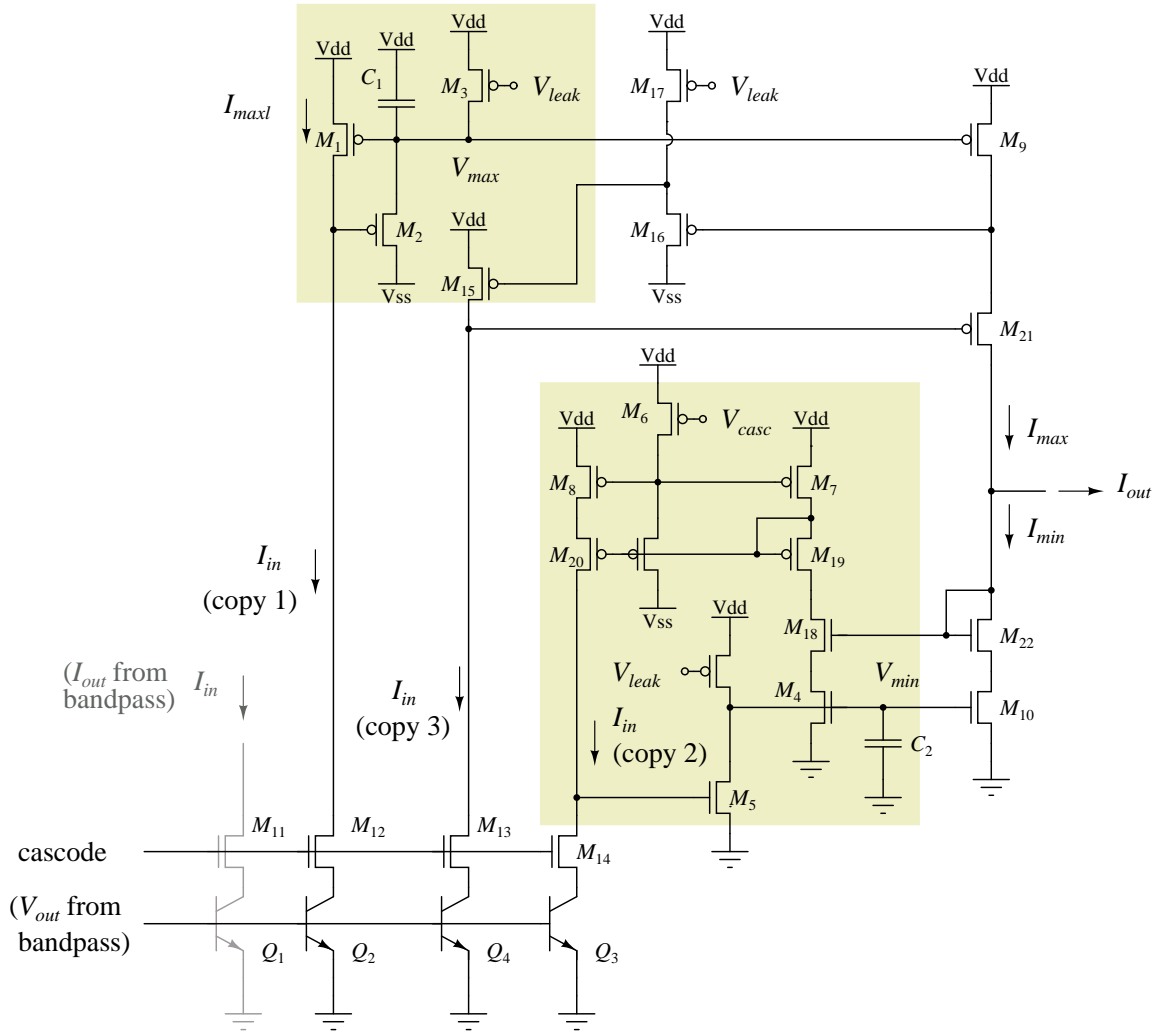 Vdd
Vdd
Vdd
Vdd
Vdd
C1
M3
Vleak
M17
Vleak
Imaxl
M1
M9
Vmax
M2
Vdd
M16
Vss
M15
Vss
M21
Vdd
M6
Vcasc
Vdd
Vdd
Imax
M8
M7
Iout
Imin
M20
M19
Iin
(copy 1)
Vss
Vdd
M18
M22
(Iout from
bandpass)
Iin
Vleak
Vmin
Iin
(copy 3)
M4
M10
Iin
(copy 2)
C2
M5
M11
M12
M13
M14
cascode
(Vout from
bandpass)
Q1
Q2
Q4
Q3